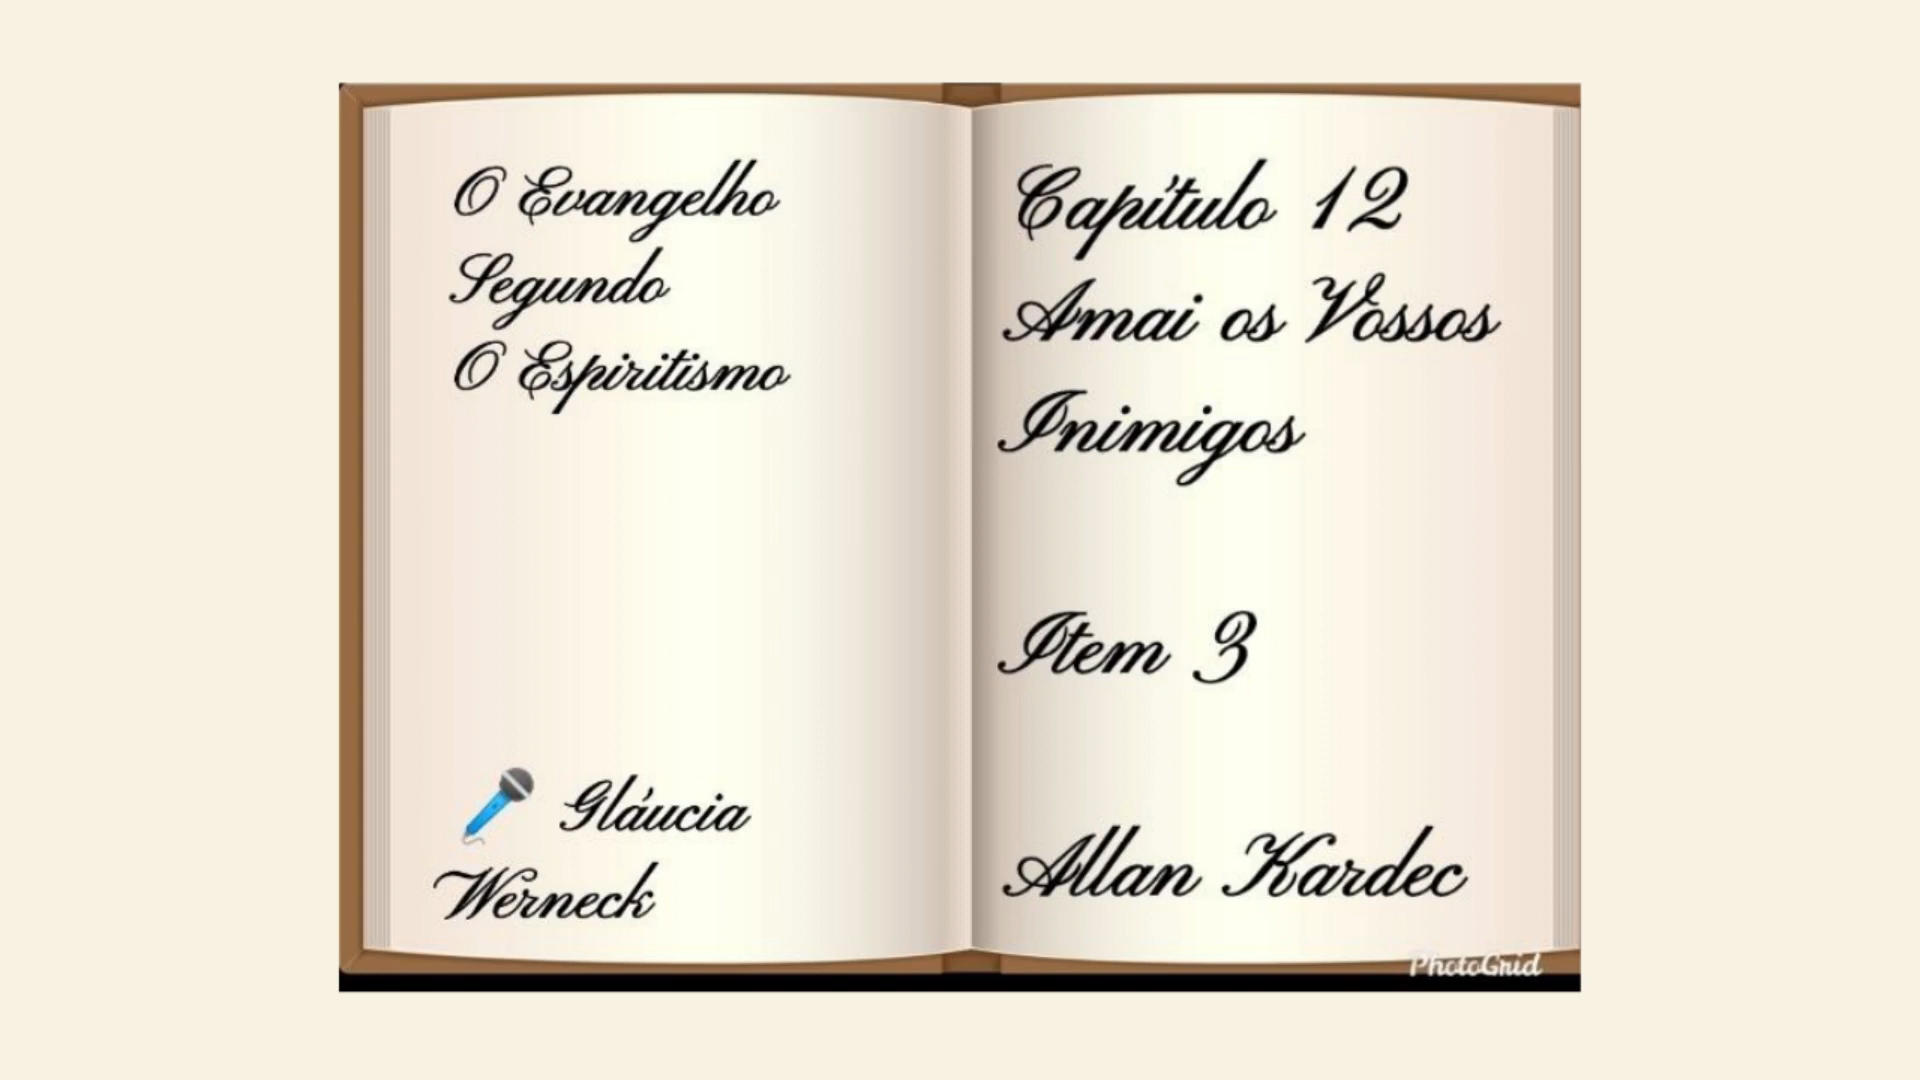 O Evangelho
Segundo
O Espiritismo
🎤 Gláucia
Werneck
Capítulo 12
Amai os Vossos
Inimigos
Item 3
Allan Kardec
PhotoGrid